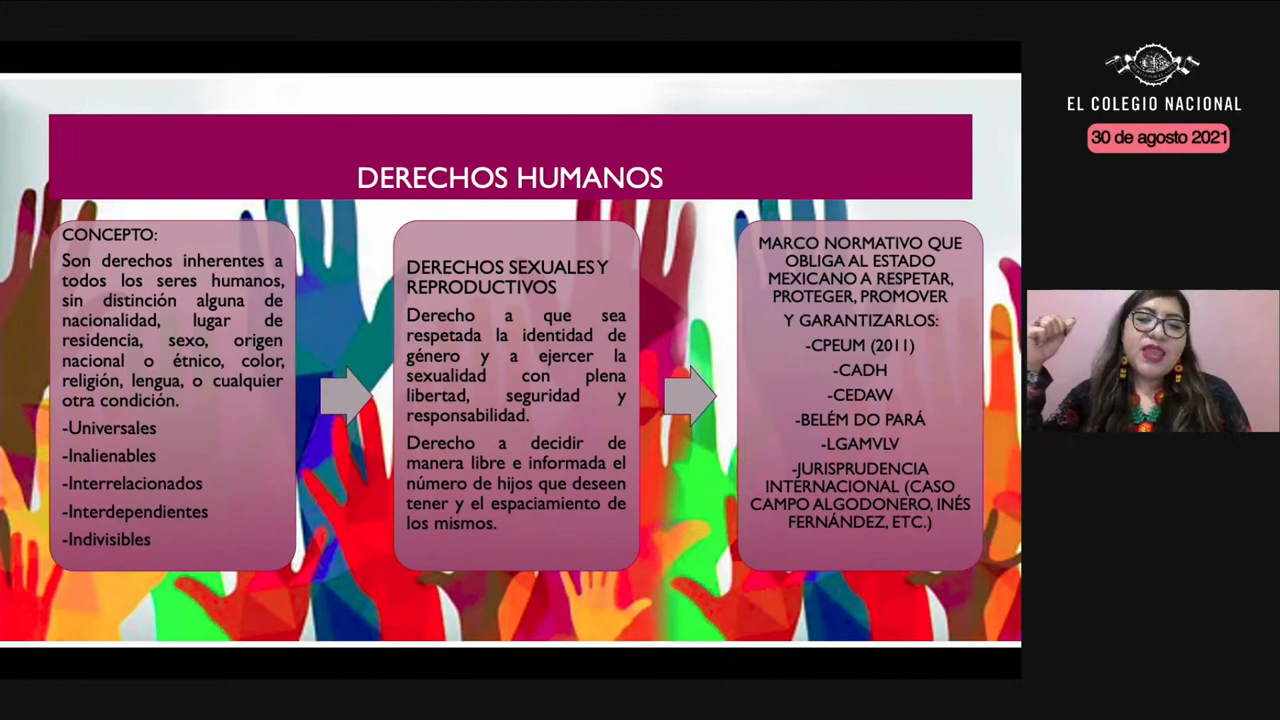 DERECHOS HUMANOS
CONCEPTO:
Son derechos inherentes a
todos los seres humanos,
sin distinción alguna de
nacionalidad, lugar de
residencia, sexo, origen
nacional o étnico, color,
religión, lengua, o cualquier
otra condición.
-Universales
-Inalienables
-Interrelacionados
-Interdependientes
-Indivisibles
DERECHOS SEXUALES Y
REPRODUCTIVOS
Derecho a que sea
respetada la identidad de
género y a ejercer la
sexualidad con plena
libertad, seguridad y
responsabilidad.
Derecho a decidir de
manera libre e informada el
número de hijos que deseen
tener y el espaciamiento de
los mismos.
MARCO NORMATIVO QUE
OBLIGA AL ESTADO
MEXICANO A RESPETAR,
PROTEGER, PROMOVER
Y GARANTIZARLOS:
-CPEUM (2011)
-CADH
-CEDAW
-BELÉM DO PARÁ
-LGAMVLV
-JURISPRUDENCIA
INTERNACIONAL (CASO
CAMPO ALGODONERO, INÉS
FERNÁNDEZ, ETC.)
EL COLEGIO NACIONAL
30 de agosto 2021